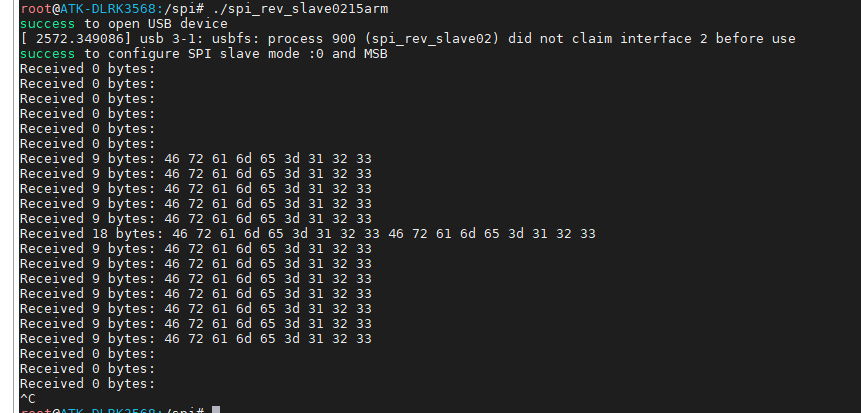 root@ATK-DLRK3568:/spi# ./spi_rev_slave0215arm
success to open USB device
[ 2572.349086] usb 3-1: usbfs: process 900 (spi_rev_slave02) did not claim interface 2 before use
success to configure SPI slave mode :0 and MSB
Received 0 bytes:
Received 0 bytes:
Received 0 bytes:
Received 0 bytes:
Received 0 bytes:
Received 0 bytes:
Received 9 bytes: 46 72 61 6d 65 3d 31 32 33
Received 9 bytes: 46 72 61 6d 65 3d 31 32 33
Received 9 bytes: 46 72 61 6d 65 3d 31 32 33
Received 9 bytes: 46 72 61 6d 65 3d 31 32 33
Received 9 bytes: 46 72 61 6d 65 3d 31 32 33
Received 18 bytes: 46 72 61 6d 65 3d 31 32 33 46 72 61 6d 65 3d 31 32 33
Received 9 bytes: 46 72 61 6d 65 3d 31 32 33
Received 9 bytes: 46 72 61 6d 65 3d 31 32 33
Received 9 bytes: 46 72 61 6d 65 3d 31 32 33
Received 9 bytes: 46 72 61 6d 65 3d 31 32 33
Received 9 bytes: 46 72 61 6d 65 3d 31 32 33
Received 9 bytes: 46 72 61 6d 65 3d 31 32 33
Received 9 bytes: 46 72 61 6d 65 3d 31 32 33
Received 0 bytes:
Received 0 bytes:
Received 0 bytes:
^C
root@ATK-DLRK3568:/spi#